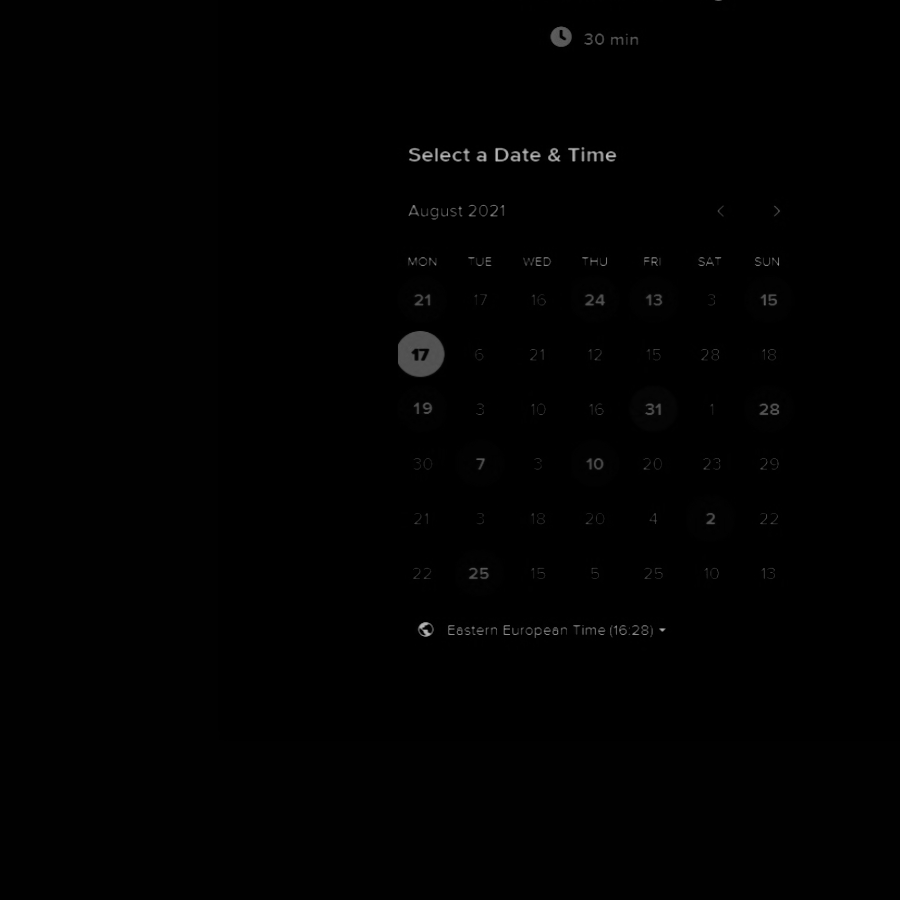 30 min
Select a Date & Time
August 2021
MON TUE WED THU FRI SAT SUN
21 17 16 24 13 3 15
17 6 21 12 15 28 18
19 3 10 16 31 1 28
30 7 3 10 20 23 29
21 3 18 20 4 2 22
22 25 15 5 25 10 13
Eastern European Time (16:28)